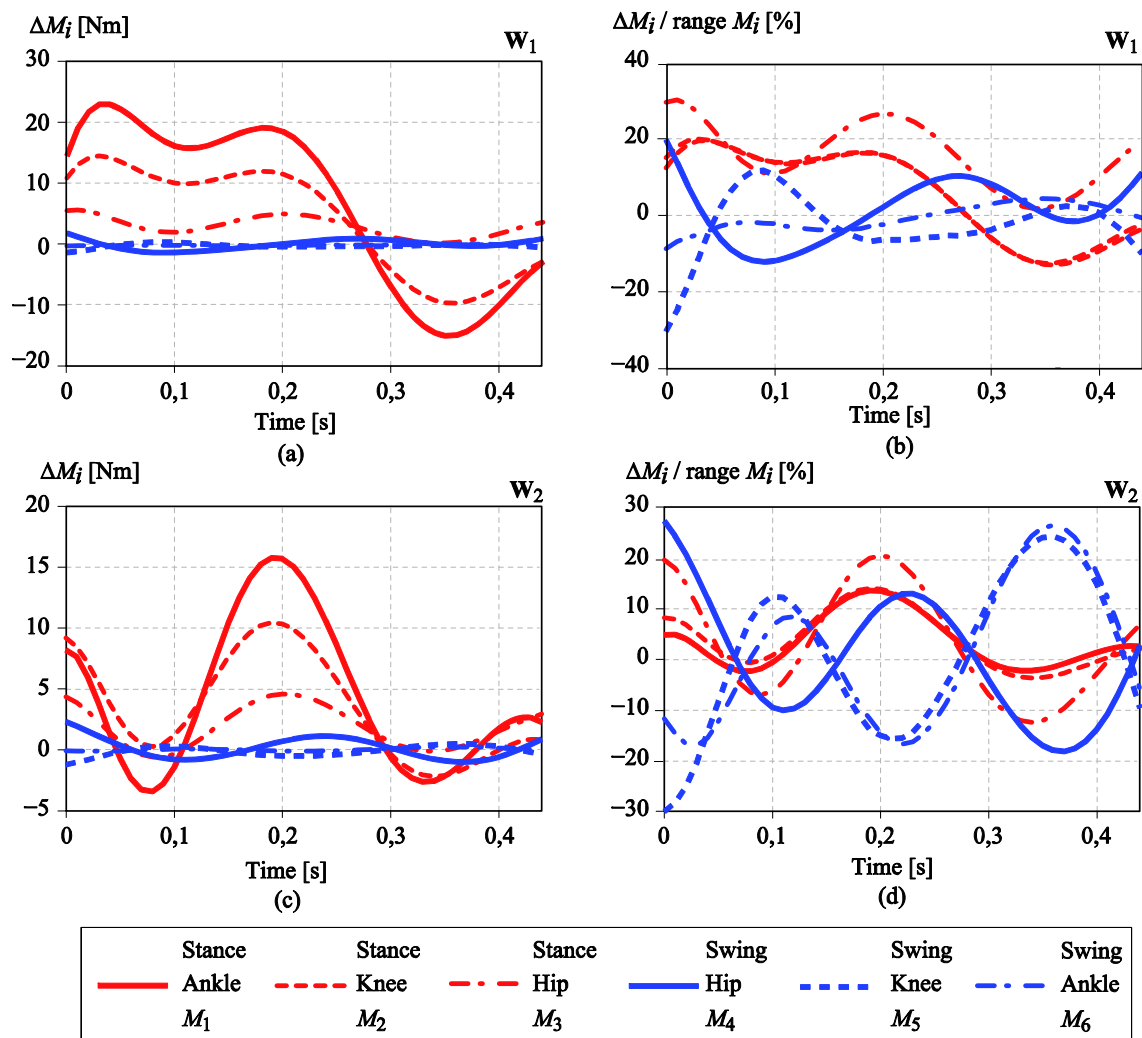 ΔMᵢ [Nm]
W₁
30
20
10
0
−10
−20
0 0,1 0,2 0,3 0,4
Time [s]
(a)
ΔMᵢ / range Mᵢ [%]
W₁
40
20
0
−20
−40
0 0,1 0,2 0,3 0,4
Time [s]
(b)
ΔMᵢ [Nm]
W₂
20
15
10
5
0
−5
0 0,1 0,2 0,3 0,4
Time [s]
(c)
ΔMᵢ / range Mᵢ [%]
W₂
30
20
10
0
−10
−20
−30
0 0,1 0,2 0,3 0,4
Time [s]
(d)
Stance Stance Stance Swing Swing Swing
Ankle Knee Hip Hip Knee Ankle
M₁ M₂ M₃ M₄ M₅ M₆